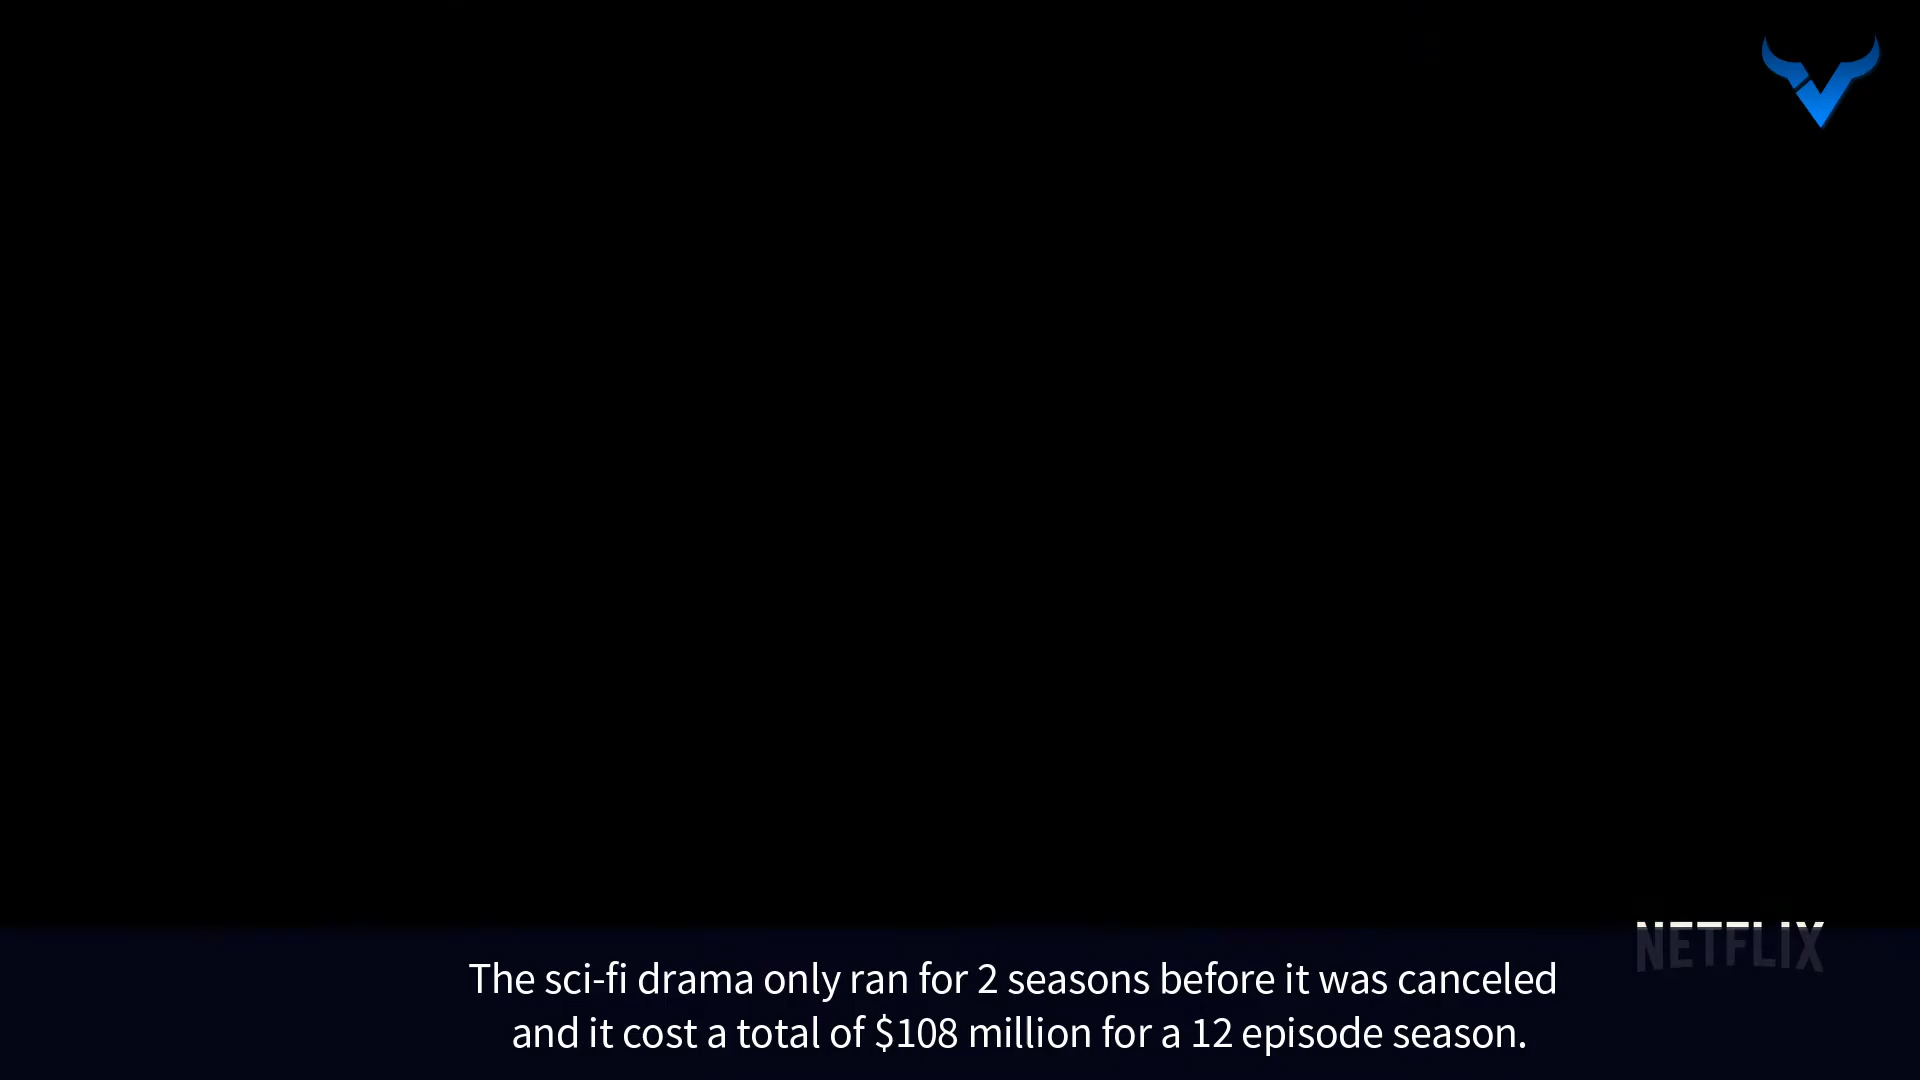 NETFLIX
The sci-fi drama only ran for 2 seasons before it was canceled
and it cost a total of $108 million for a 12 episode season.